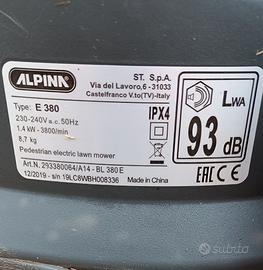 ALPINA
ST. S.p.A.
Via del Lavoro,6 - 31033
Castelfranco V.to(TV)-Italy
Type: E 380
230-240V a.c. 50Hz
1.4 kW - 3800/min
8,7 kg
IPX4
LWA
93 dB
Pedestrian electric lawn mower
Made in China
Art.N. 293380064/A14 - BL 380 E
12/2019 - s/n 19LC8WBH008336
EAC CE
subito